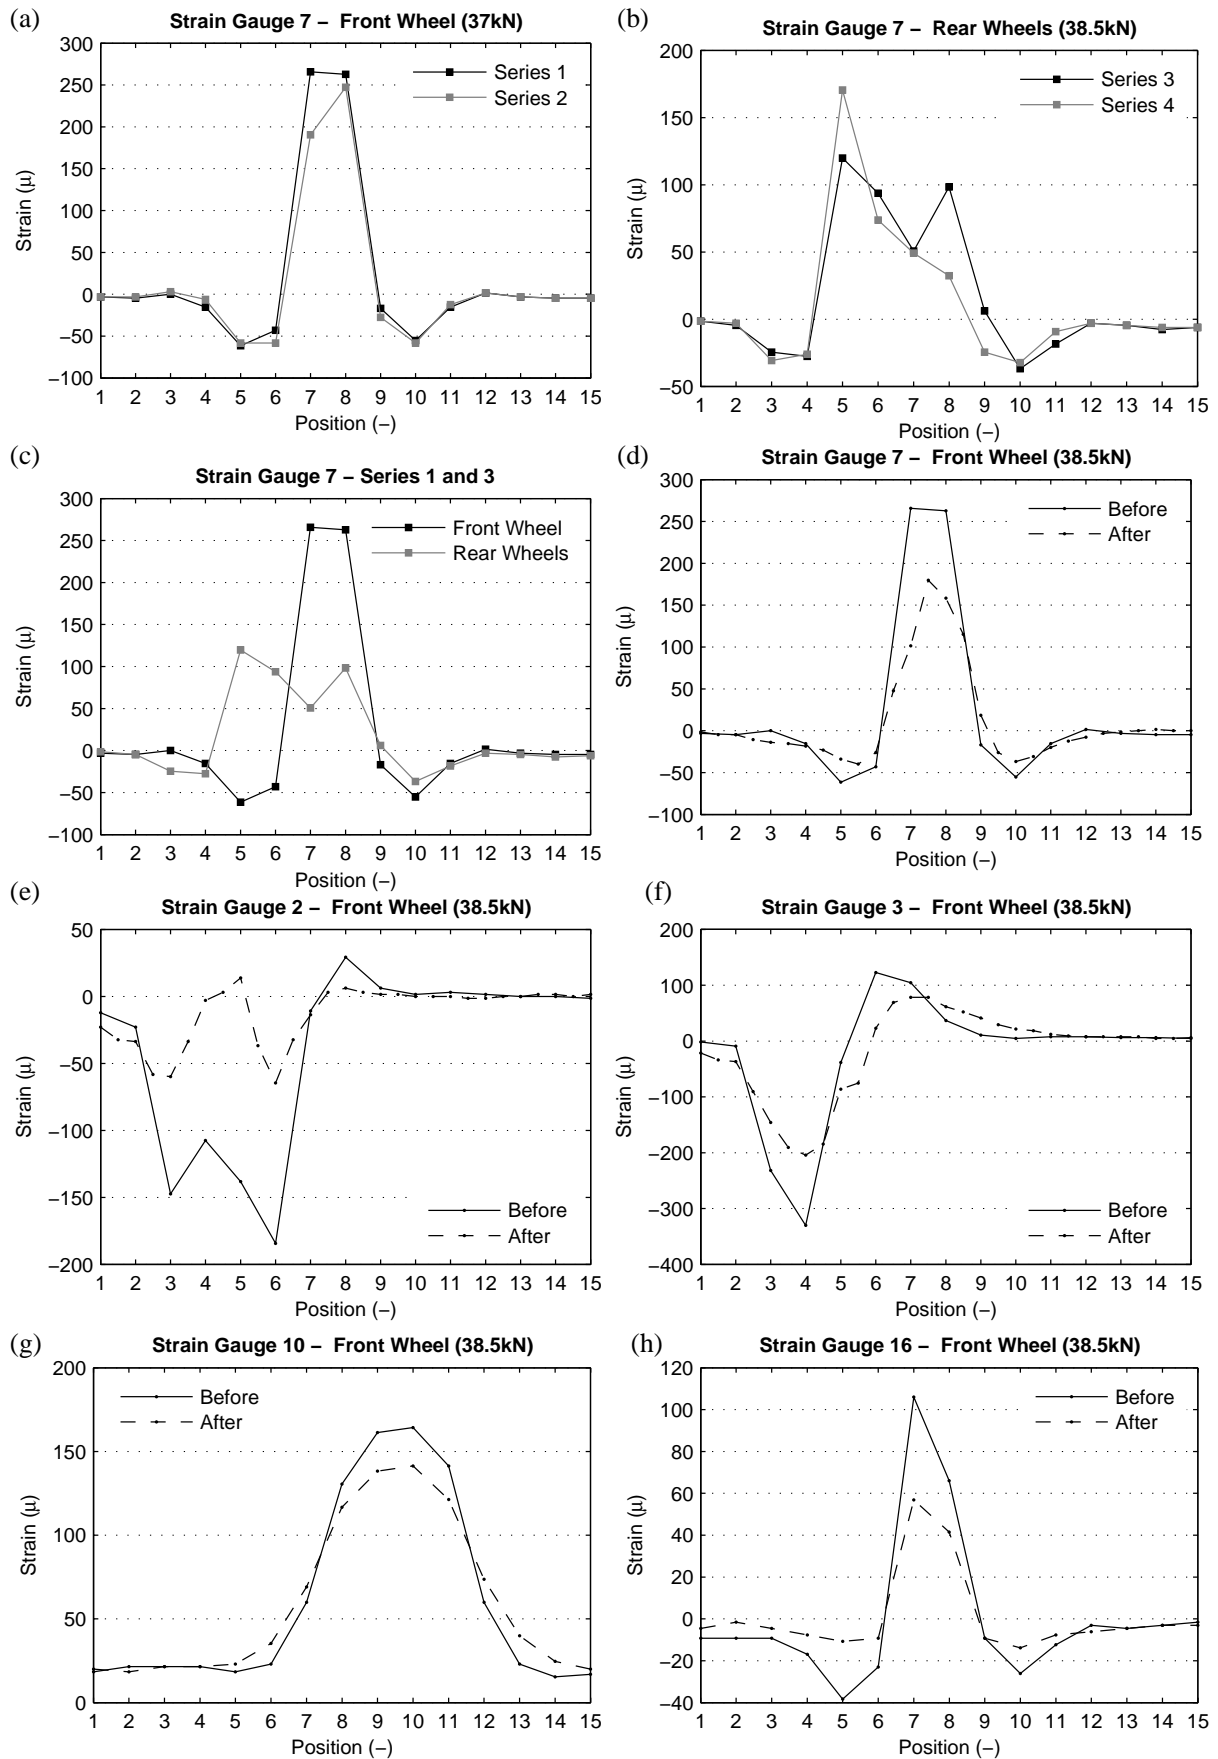 (a)
Strain Gauge 7 − Front Wheel (37kN)
300
250
200
150
100
50
0
−50
−100
Strain (μ)
Series 1
Series 2
1 2 3 4 5 6 7 8 9 10 11 12 13 14 15
Position (−)
(b)
Strain Gauge 7 − Rear Wheels (38.5kN)
200
150
100
50
0
−50
Strain (μ)
Series 3
Series 4
1 2 3 4 5 6 7 8 9 10 11 12 13 14 15
Position (−)
(c)
Strain Gauge 7 − Series 1 and 3
300
250
200
150
100
50
0
−50
−100
Strain (μ)
Front Wheel
Rear Wheels
1 2 3 4 5 6 7 8 9 10 11 12 13 14 15
Position (−)
(d)
Strain Gauge 7 − Front Wheel (38.5kN)
300
250
200
150
100
50
0
−50
−100
Strain (μ)
Before
After
1 2 3 4 5 6 7 8 9 10 11 12 13 14 15
Position (−)
(e)
Strain Gauge 2 − Front Wheel (38.5kN)
50
0
−50
−100
−150
−200
Strain (μ)
Before
After
1 2 3 4 5 6 7 8 9 10 11 12 13 14 15
Position (−)
(f)
Strain Gauge 3 − Front Wheel (38.5kN)
200
100
0
−100
−200
−300
−400
Strain (μ)
Before
After
1 2 3 4 5 6 7 8 9 10 11 12 13 14 15
Position (−)
(g)
Strain Gauge 10 − Front Wheel (38.5kN)
200
150
100
50
0
Strain (μ)
Before
After
1 2 3 4 5 6 7 8 9 10 11 12 13 14 15
Position (−)
(h)
Strain Gauge 16 − Front Wheel (38.5kN)
120
100
80
60
40
20
0
−20
−40
Strain (μ)
Before
After
1 2 3 4 5 6 7 8 9 10 11 12 13 14 15
Position (−)